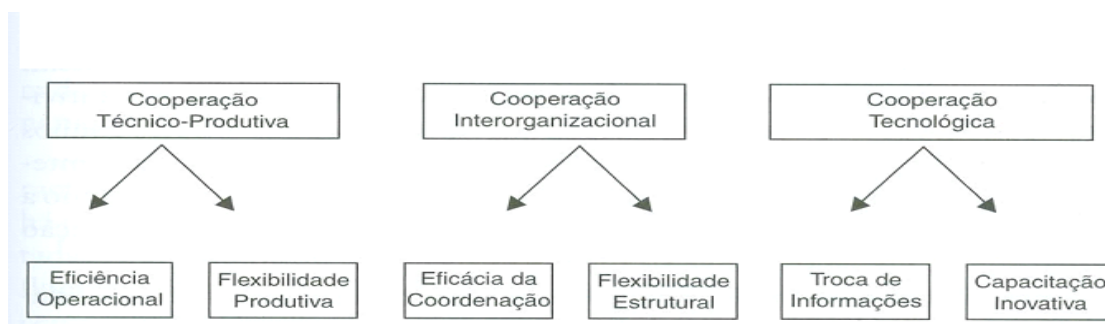 Cooperação
Técnico-Produtiva
Cooperação
Interorganizacional
Cooperação
Tecnológica
Eficiência
Operacional
Flexibilidade
Produtiva
Eficácia da
Coordenação
Flexibilidade
Estrutural
Troca de
Informações
Capacitação
Inovativa